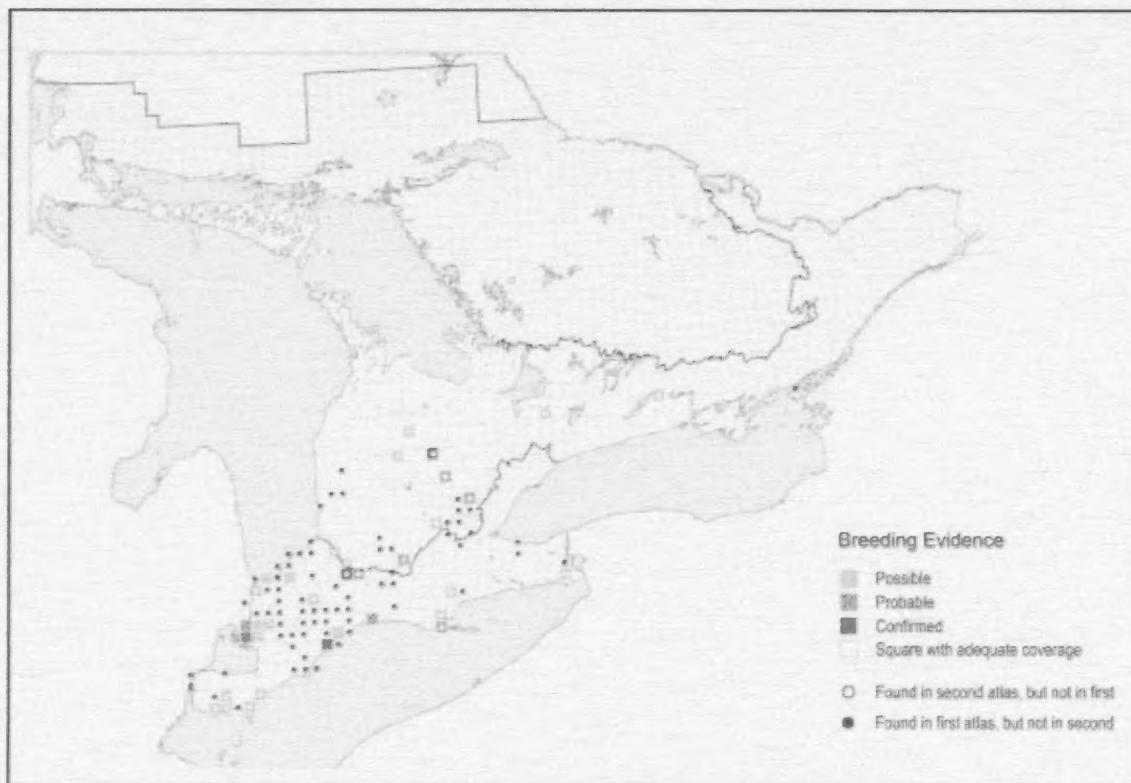 Breeding Evidence
Possible
Probable
Confirmed
Square with adequate coverage
Found in second atlas, but not in first
Found in first atlas, but not in second